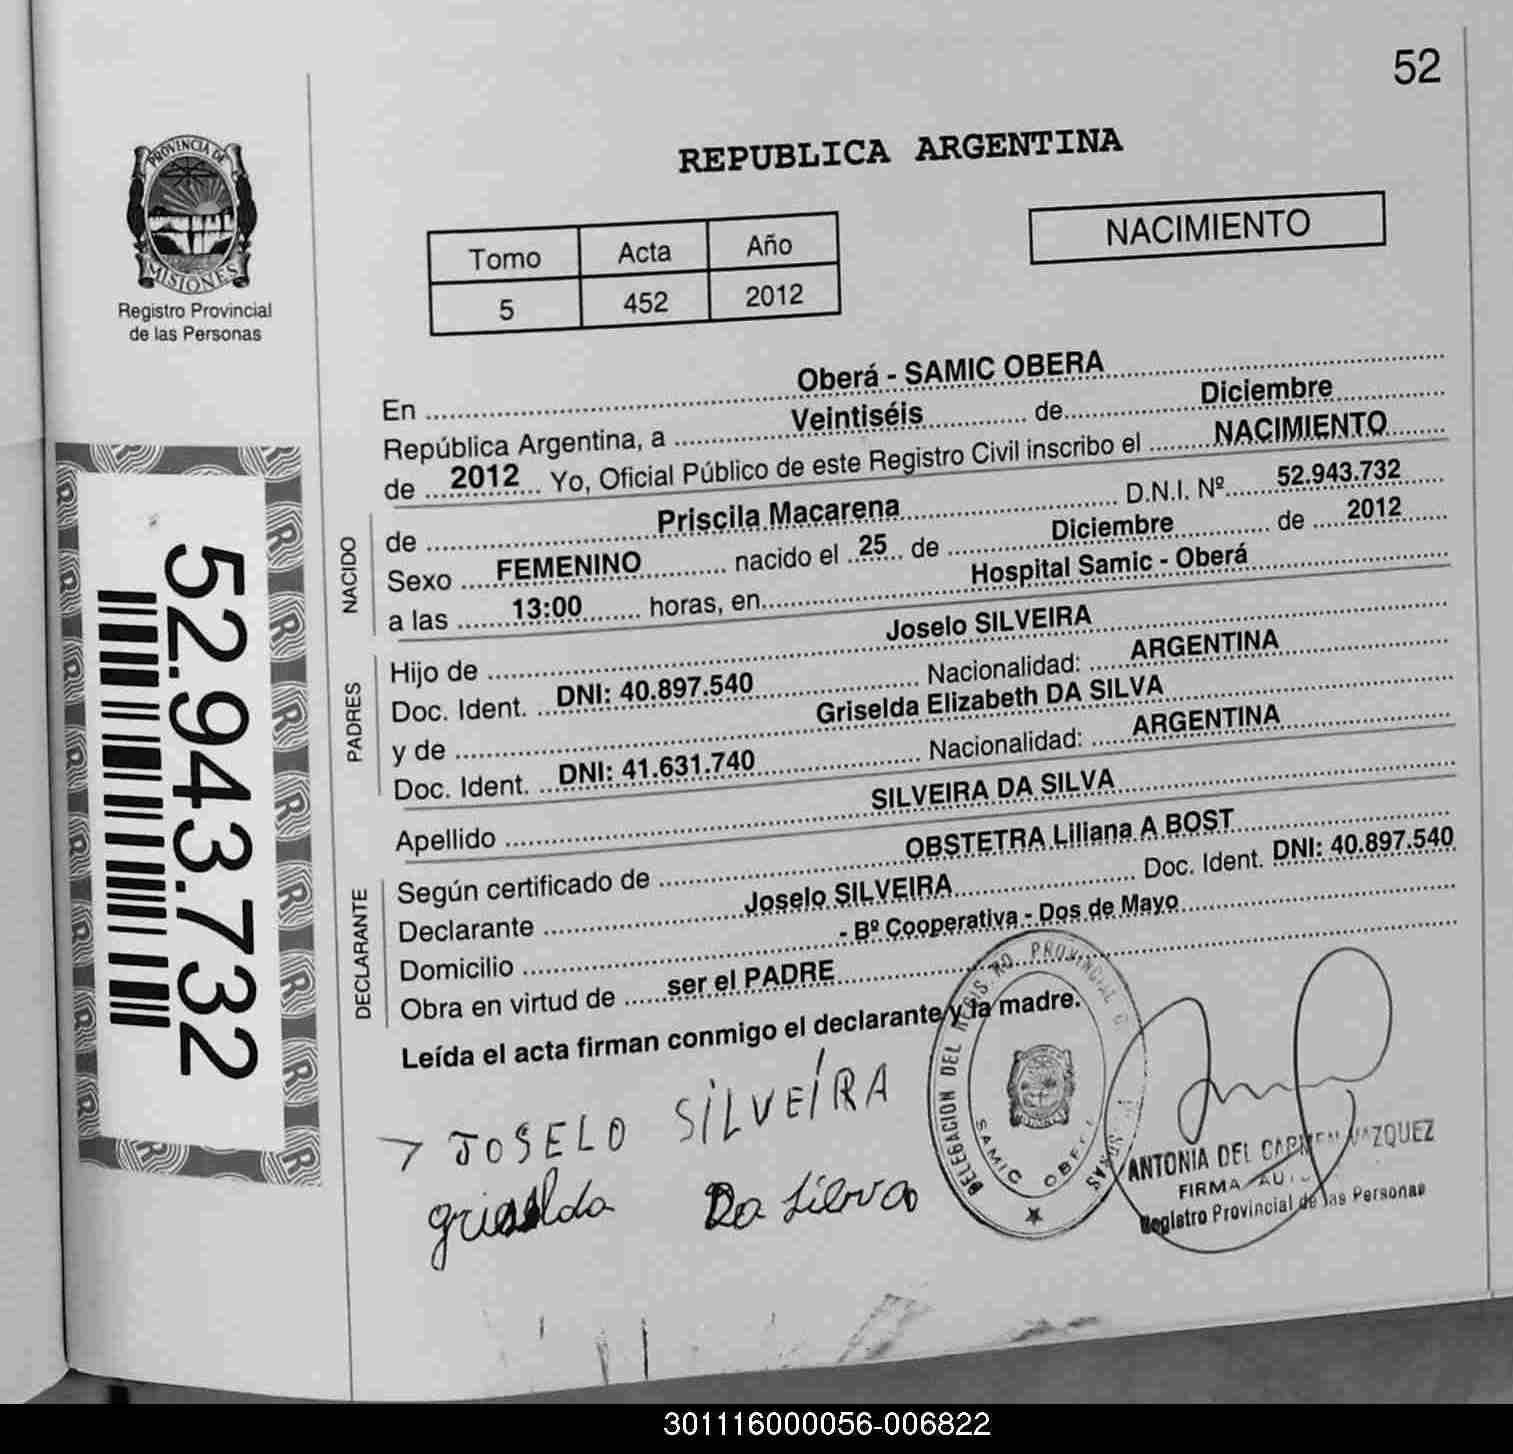 52
PROVINCIA DE
MISIONES
Registro Provincial
de las Personas
REPUBLICA ARGENTINA
Tomo Acta Año
5 452 2012
NACIMIENTO
En Oberá - SAMIC OBERA
República Argentina, a Veintiséis de Diciembre
de 2012 Yo, Oficial Público de este Registro Civil inscribo el NACIMIENTO
NACIDO
de Priscila Macarena D.N.I. Nº 52.943.732
Sexo FEMENINO nacido el 25 de Diciembre de 2012
a las 13:00 horas, en Hospital Samic - Oberá
PADRES
Hijo de Joselo SILVEIRA
Doc. Ident. DNI: 40.897.540 Nacionalidad: ARGENTINA
y de Griselda Elizabeth DA SILVA
Doc. Ident. DNI: 41.631.740 Nacionalidad: ARGENTINA
Apellido SILVEIRA DA SILVA
DECLARANTE
Según certificado de OBSTETRA Liliana A BOST
Declarante Joselo SILVEIRA Doc. Ident. DNI: 40.897.540
Domicilio - Bº Cooperativa - Dos de Mayo
Obra en virtud de ser el PADRE
Leída el acta firman conmigo el declarante y la madre.
52.943.732
JOSELO SILVEIRA
griselda Da Silva
DELEGACION DEL REGISTRO PROVINCIAL
SAMIC OBERA
ANTONIA DEL CARMEN VAZQUEZ
FIRMA
Registro Provincial de las Personas
301116000056-006822